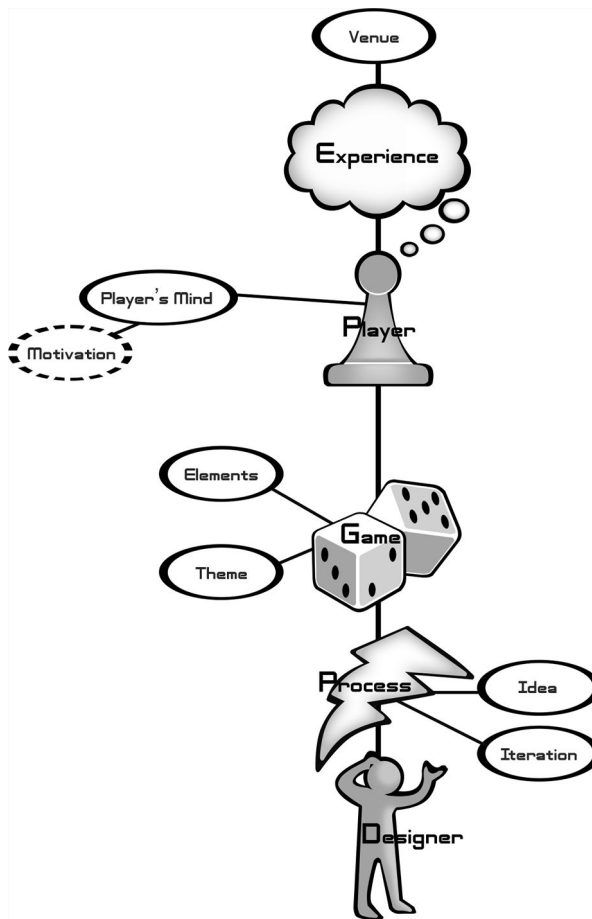 Venue
Experience
Player's Mind
Player
Motivation
Elements
Game
Theme
Process
Idea
Iteration
Designer